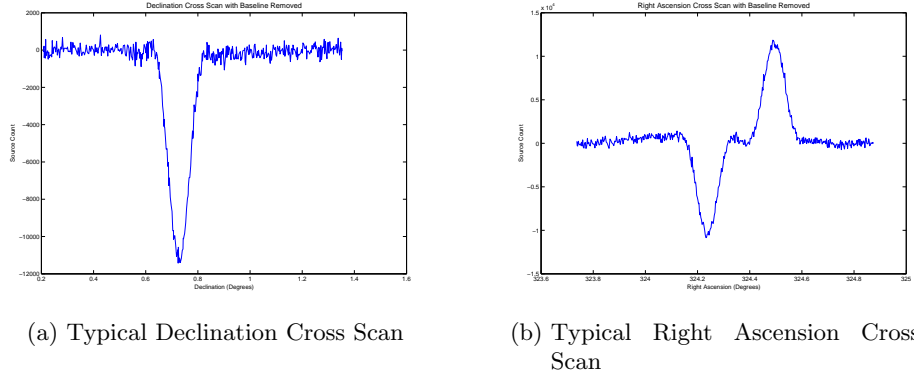 Declination Cross Scan with Baseline Removed
2000
0
−2000
−4000
−6000
−8000
−10000
−12000
Source Count
0.2 0.4 0.6 0.8 1 1.2 1.4 1.6
Declination (Degrees)
(a) Typical Declination Cross Scan
Right Ascension Cross Scan with Baseline Removed
x 10⁴
1.5
1
0.5
0
−0.5
−1
−1.5
Source Count
323.6 323.8 324 324.2 324.4 324.6 324.8 325
Right Ascension (Degrees)
(b) Typical Right Ascension Cross
Scan